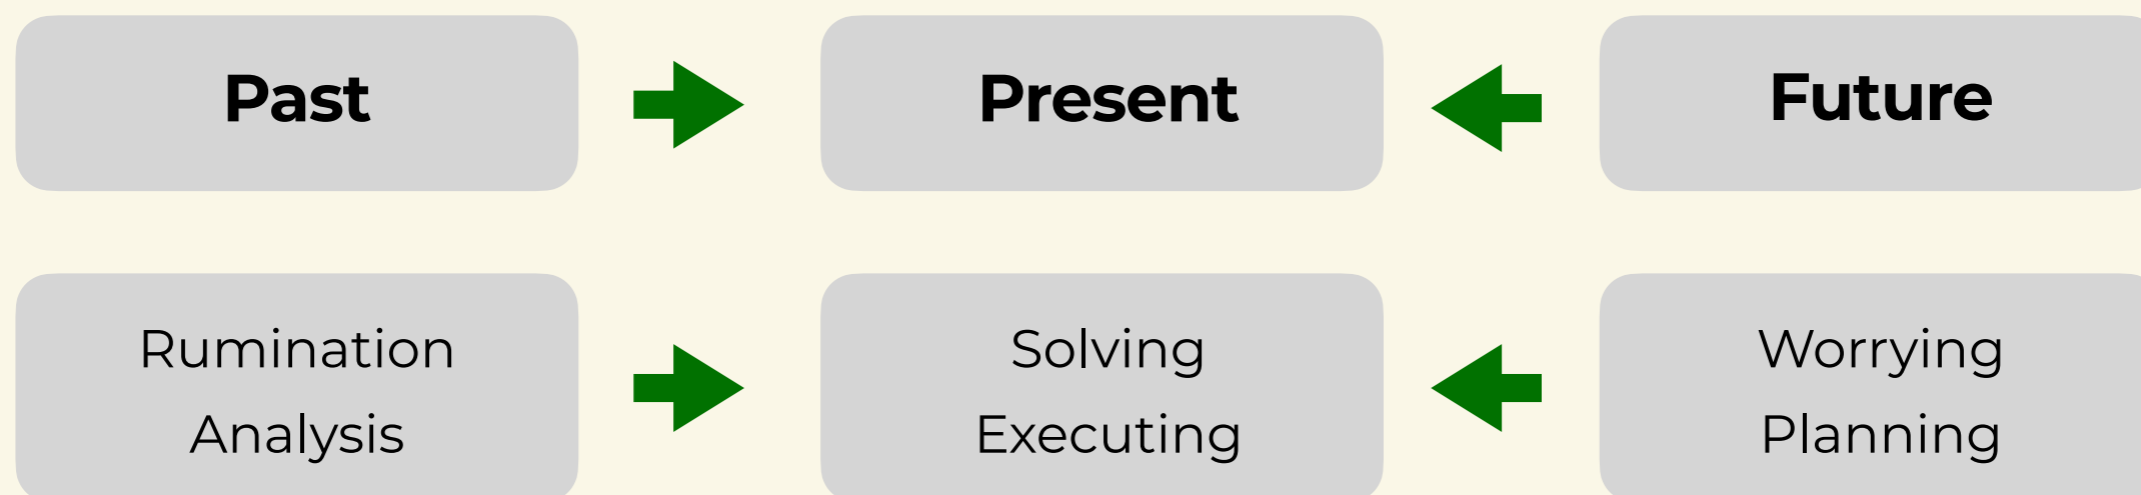 Past
Present
Future
Rumination
Analysis
Solving
Executing
Worrying
Planning